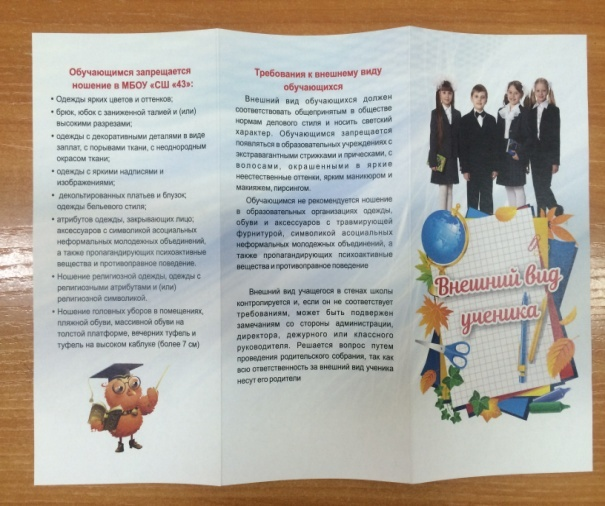 Обучающимся запрещается
ношение в МБОУ «СШ «43»:
• Одежды ярких цветов и оттенков;
• брюк, юбок с заниженной талией и (или)
высокими разрезами;
• одежды с декоративными деталями в виде
заплат, с порывами ткани, с неоднородным
окрасом ткани;
• одежды с яркими надписями и
изображениями;
• декольтированных платьев и блузок;
одежды бельевого стиля;
• атрибутов одежды, закрывающих лицо;
аксессуаров с символикой асоциальных
неформальных молодежных объединений,
а также пропагандирующих психоактивные
вещества и противоправное поведение.
• Ношение религиозной одежды, одежды с
религиозными атрибутами и (или)
религиозной символикой.
• Ношение головных уборов в помещениях,
пляжной обуви, массивной обуви на
толстой платформе, вечерних туфель и
туфель на высоком каблуке (более 7 см)
Требования к внешнему виду
обучающихся
Внешний вид обучающихся должен
соответствовать общепринятым в обществе
нормам делового стиля и носить светский
характер. Обучающимся запрещается
появляться в образовательных учреждениях с
экстравагантными стрижками и прическами, с
волосами, окрашенными в яркие
неестественные оттенки, ярким маникюром и
макияжем, пирсингом.
Обучающимся не рекомендуется ношение
в образовательных организациях одежды,
обуви и аксессуаров с травмирующей
фурнитурой, символикой асоциальных
неформальных молодежных объединений, а
также пропагандирующих психоактивные
вещества и противоправное поведение
Внешний вид учащегося в стенах школы
контролируется и, если он не соответствует
требованиям, может быть подвержен
замечаниям со стороны администрации,
директора, дежурного или классного
руководителя. Решается вопрос путем
проведения родительского собрания, так как
всю ответственность за внешний вид ученика
несут его родители
Внешний вид
ученика